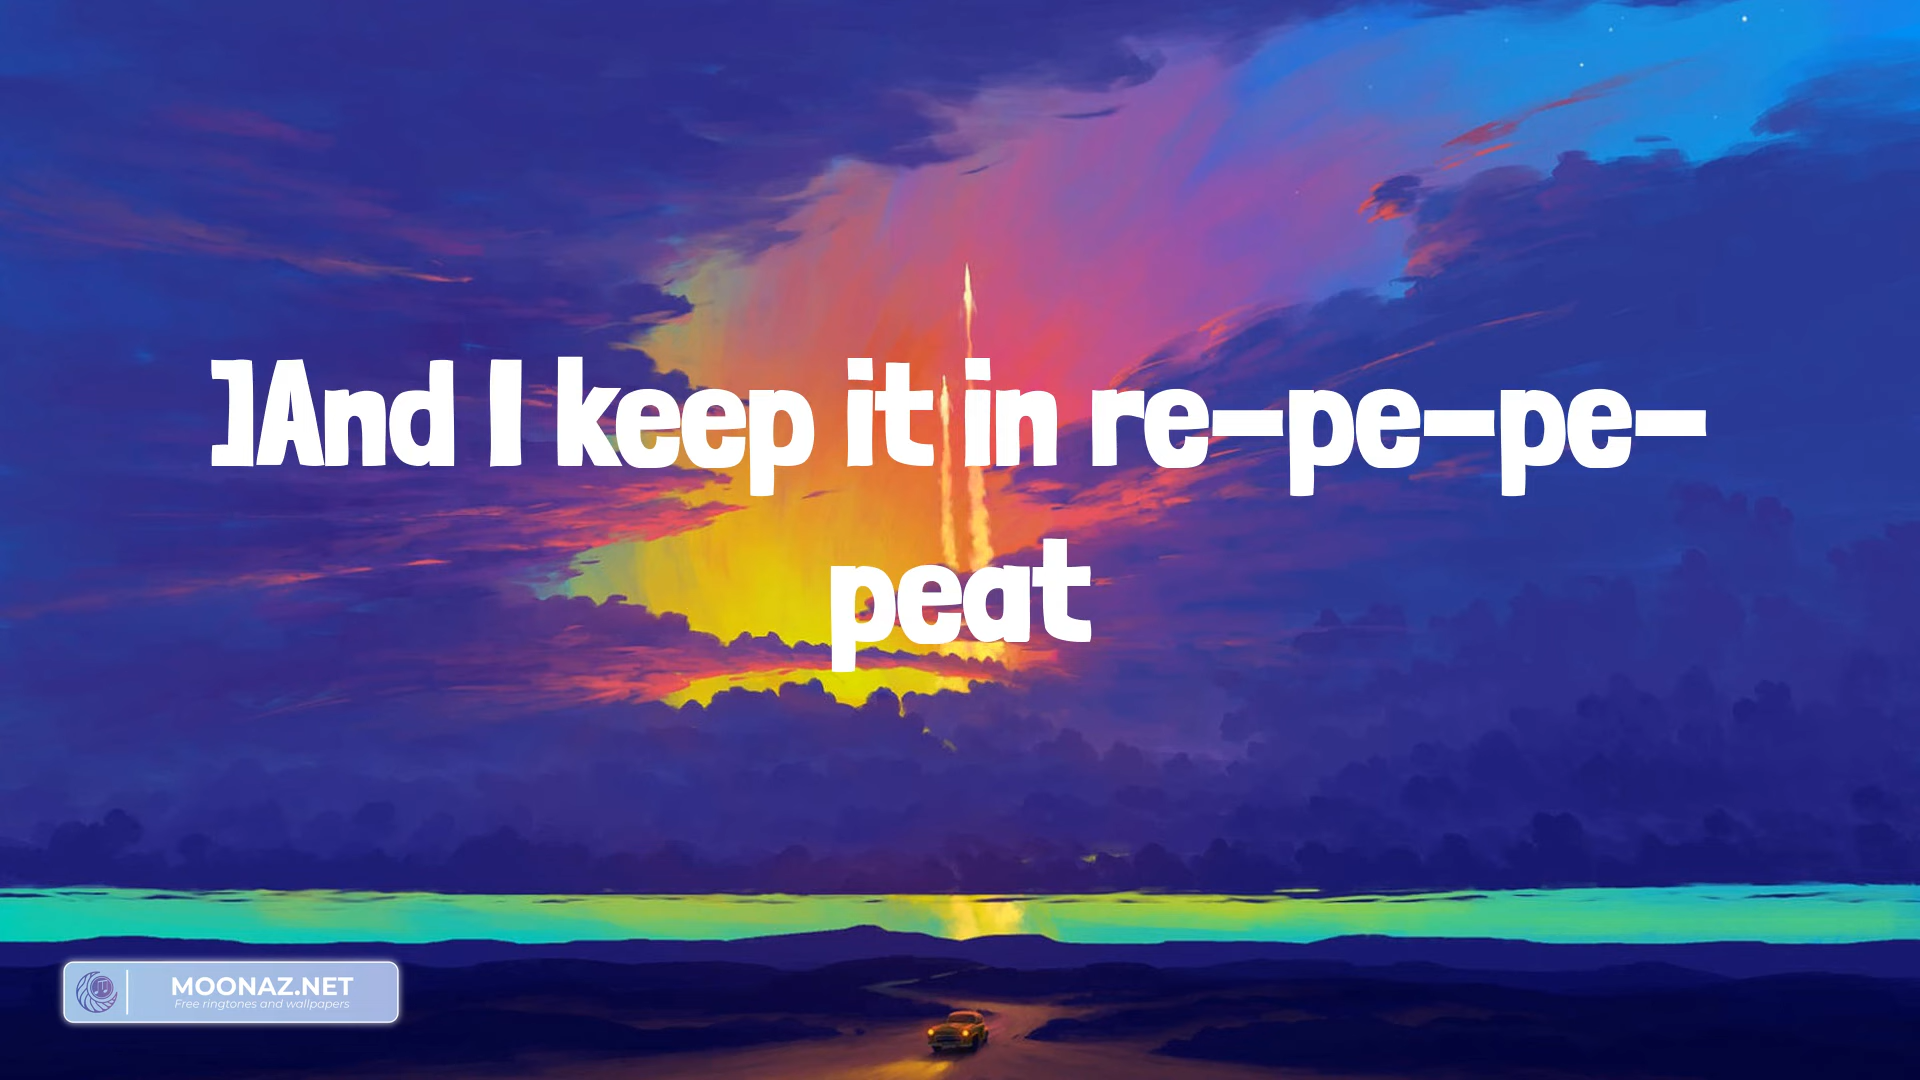 ]And I keep it in re-pe-pe-
peat
MOONAZ.NET
Free ringtones and wallpapers